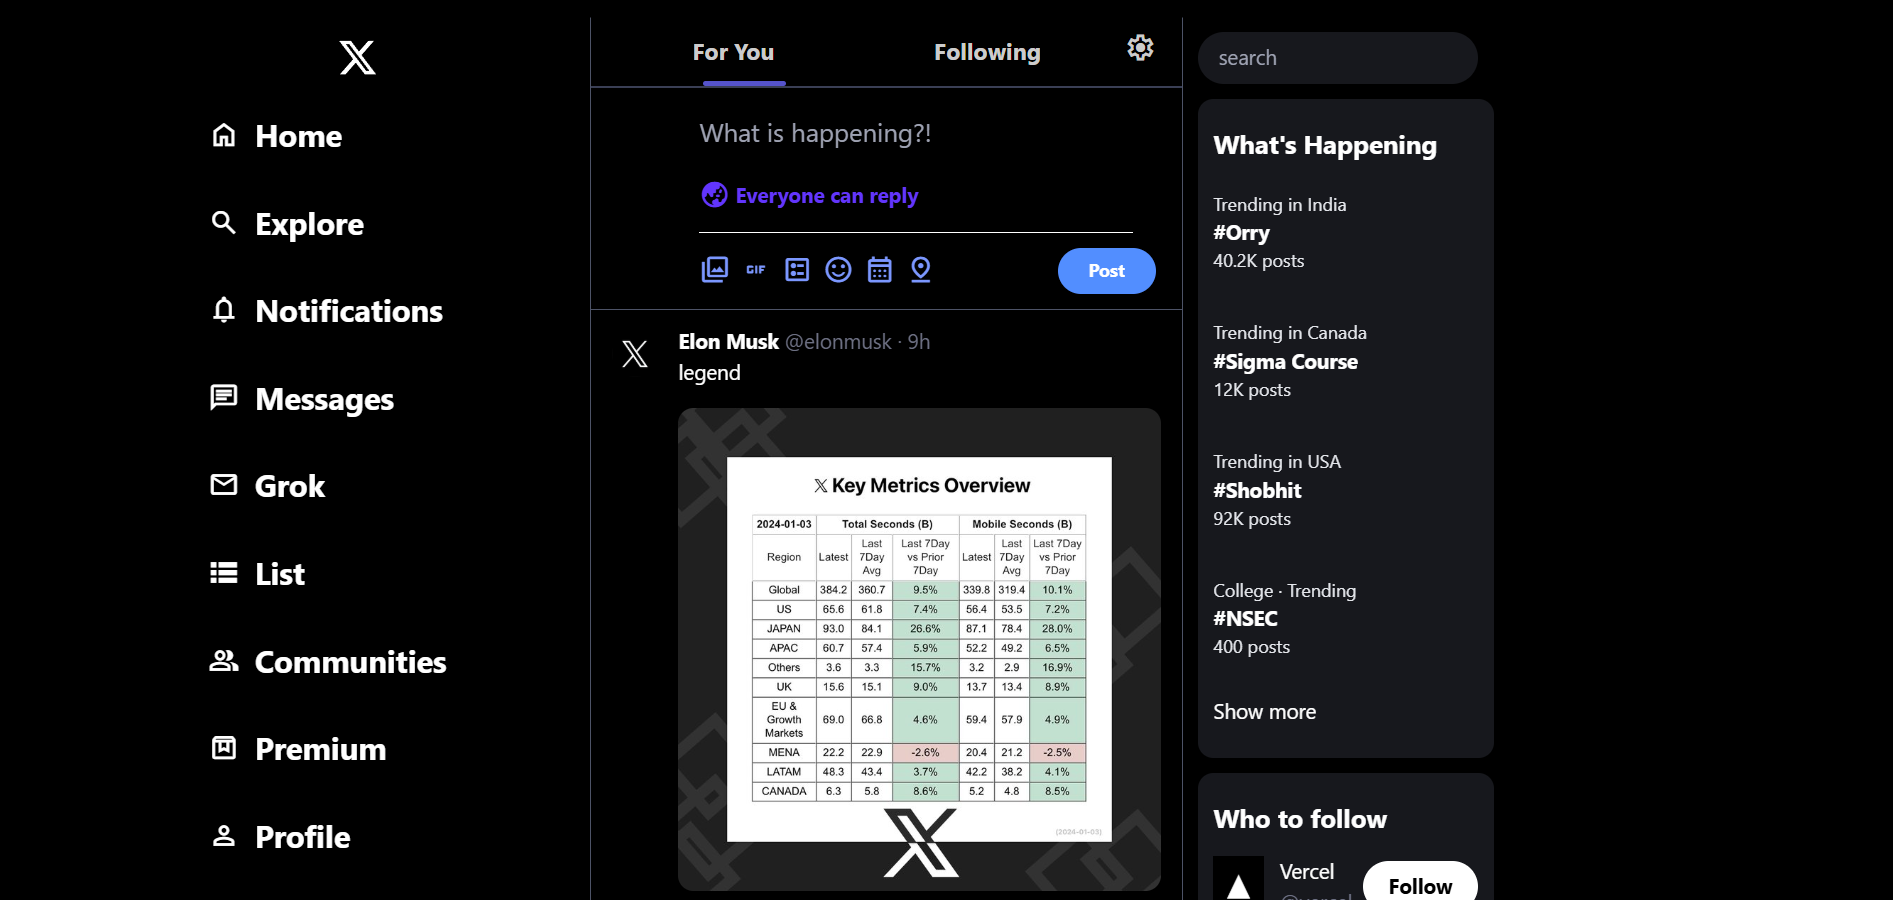 Home
Explore
Notifications
Messages
Grok
List
Communities
Premium
Profile
For You Following
What is happening?!
Everyone can reply
GIF
Post
Elon Musk @elonmusk · 9h
legend
X Key Metrics Overview
2024-01-03 Total Seconds (B) Mobile Seconds (B)
Region Latest Last 7Day Avg Last 7Day vs Prior 7Day Latest Last 7Day Avg Last 7Day vs Prior 7Day
Global 384.2 360.7 9.5% 339.8 319.4 10.1%
US 65.6 61.8 7.4% 56.4 53.5 7.2%
JAPAN 93.0 84.1 26.6% 87.1 78.4 28.0%
APAC 60.7 57.4 5.9% 52.2 49.2 6.5%
Others 3.6 3.3 15.7% 3.2 2.9 16.9%
UK 15.6 15.1 9.0% 13.7 13.4 8.9%
EU & Growth Markets 69.0 66.8 4.6% 59.4 57.9 4.9%
MENA 22.2 22.9 -2.6% 20.4 21.2 -2.5%
LATAM 48.3 43.4 3.7% 42.2 38.2 4.1%
CANADA 6.3 5.8 8.6% 5.2 4.8 8.5%
(2024-01-03)
search
What's Happening
Trending in India
#Orry
40.2K posts
Trending in Canada
#Sigma Course
12K posts
Trending in USA
#Shobhit
92K posts
College · Trending
#NSEC
400 posts
Show more
Who to follow
Vercel
Follow